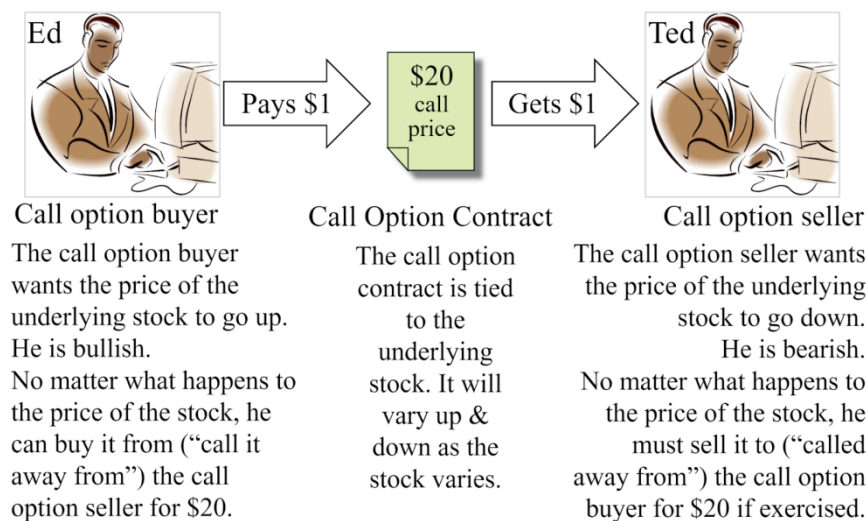 Ed
Pays $1
$20
call
price
Gets $1
Ted
Call option buyer
The call option buyer
wants the price of the
underlying stock to go up.
He is bullish.
No matter what happens to
the price of the stock, he
can buy it from (“call it
away from”) the call
option seller for $20.
Call Option Contract
The call option
contract is tied
to the
underlying
stock. It will
vary up &
down as the
stock varies.
Call option seller
The call option seller wants
the price of the underlying
stock to go down.
He is bearish.
No matter what happens to
the price of the stock, he
must sell it to (“called
away from”) the call option
buyer for $20 if exercised.